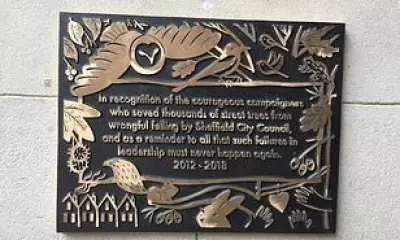 In recognition of the courageous campaigners
who saved thousands of street trees from
wrongful felling by Sheffield City Council,
and as a reminder to all that such failures in
leadership must never happen again.
2012 - 2018